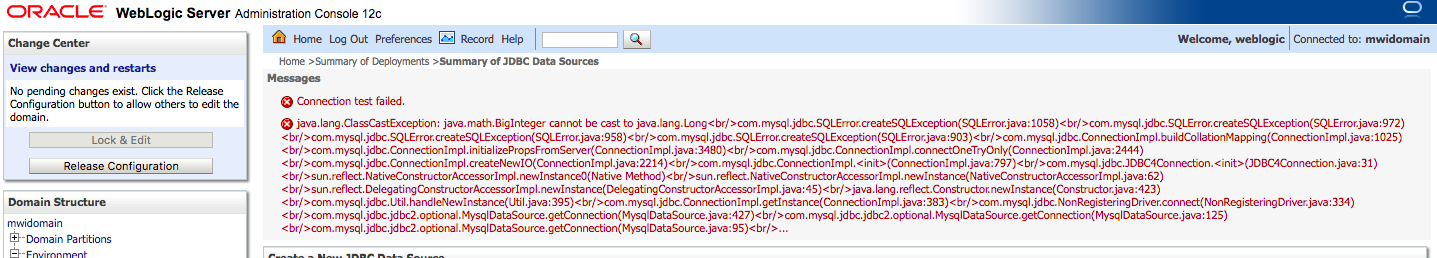 ORACLE® WebLogic Server Administration Console 12c
Change Center
View changes and restarts
No pending changes exist. Click the Release
Configuration button to allow others to edit the
domain.
Lock & Edit
Release Configuration
Domain Structure
mwidomain
Domain Partitions
Environment
Home Log Out Preferences Record Help
Welcome, weblogic Connected to: mwidomain
Home >Summary of Deployments >Summary of JDBC Data Sources
Messages
Connection test failed.
java.lang.ClassCastException: java.math.BigInteger cannot be cast to java.lang.Long<br/>com.mysql.jdbc.SQLError.createSQLException(SQLError.java:1058)<br/>com.mysql.jdbc.SQLError.createSQLException(SQLError.java:972)
<br/>com.mysql.jdbc.SQLError.createSQLException(SQLError.java:958)<br/>com.mysql.jdbc.SQLError.createSQLException(SQLError.java:903)<br/>com.mysql.jdbc.ConnectionImpl.buildCollationMapping(ConnectionImpl.java:1025)
<br/>com.mysql.jdbc.ConnectionImpl.initializePropsFromServer(ConnectionImpl.java:3480)<br/>com.mysql.jdbc.ConnectionImpl.connectOneTryOnly(ConnectionImpl.java:2444)
<br/>com.mysql.jdbc.ConnectionImpl.createNewIO(ConnectionImpl.java:2214)<br/>com.mysql.jdbc.ConnectionImpl.<init>(ConnectionImpl.java:797)<br/>com.mysql.jdbc.JDBC4Connection.<init>(JDBC4Connection.java:31)
<br/>sun.reflect.NativeConstructorAccessorImpl.newInstance0(Native Method)<br/>sun.reflect.NativeConstructorAccessorImpl.newInstance(NativeConstructorAccessorImpl.java:62)
<br/>sun.reflect.DelegatingConstructorAccessorImpl.newInstance(DelegatingConstructorAccessorImpl.java:45)<br/>java.lang.reflect.Constructor.newInstance(Constructor.java:423)
<br/>com.mysql.jdbc.Util.handleNewInstance(Util.java:395)<br/>com.mysql.jdbc.ConnectionImpl.getInstance(ConnectionImpl.java:383)<br/>com.mysql.jdbc.NonRegisteringDriver.connect(NonRegisteringDriver.java:334)
<br/>com.mysql.jdbc.jdbc2.optional.MysqlDataSource.getConnection(MysqlDataSource.java:427)<br/>com.mysql.jdbc.jdbc2.optional.MysqlDataSource.getConnection(MysqlDataSource.java:125)
<br/>com.mysql.jdbc.jdbc2.optional.MysqlDataSource.getConnection(MysqlDataSource.java:95)<br/>...
Create a New JDBC Data Source